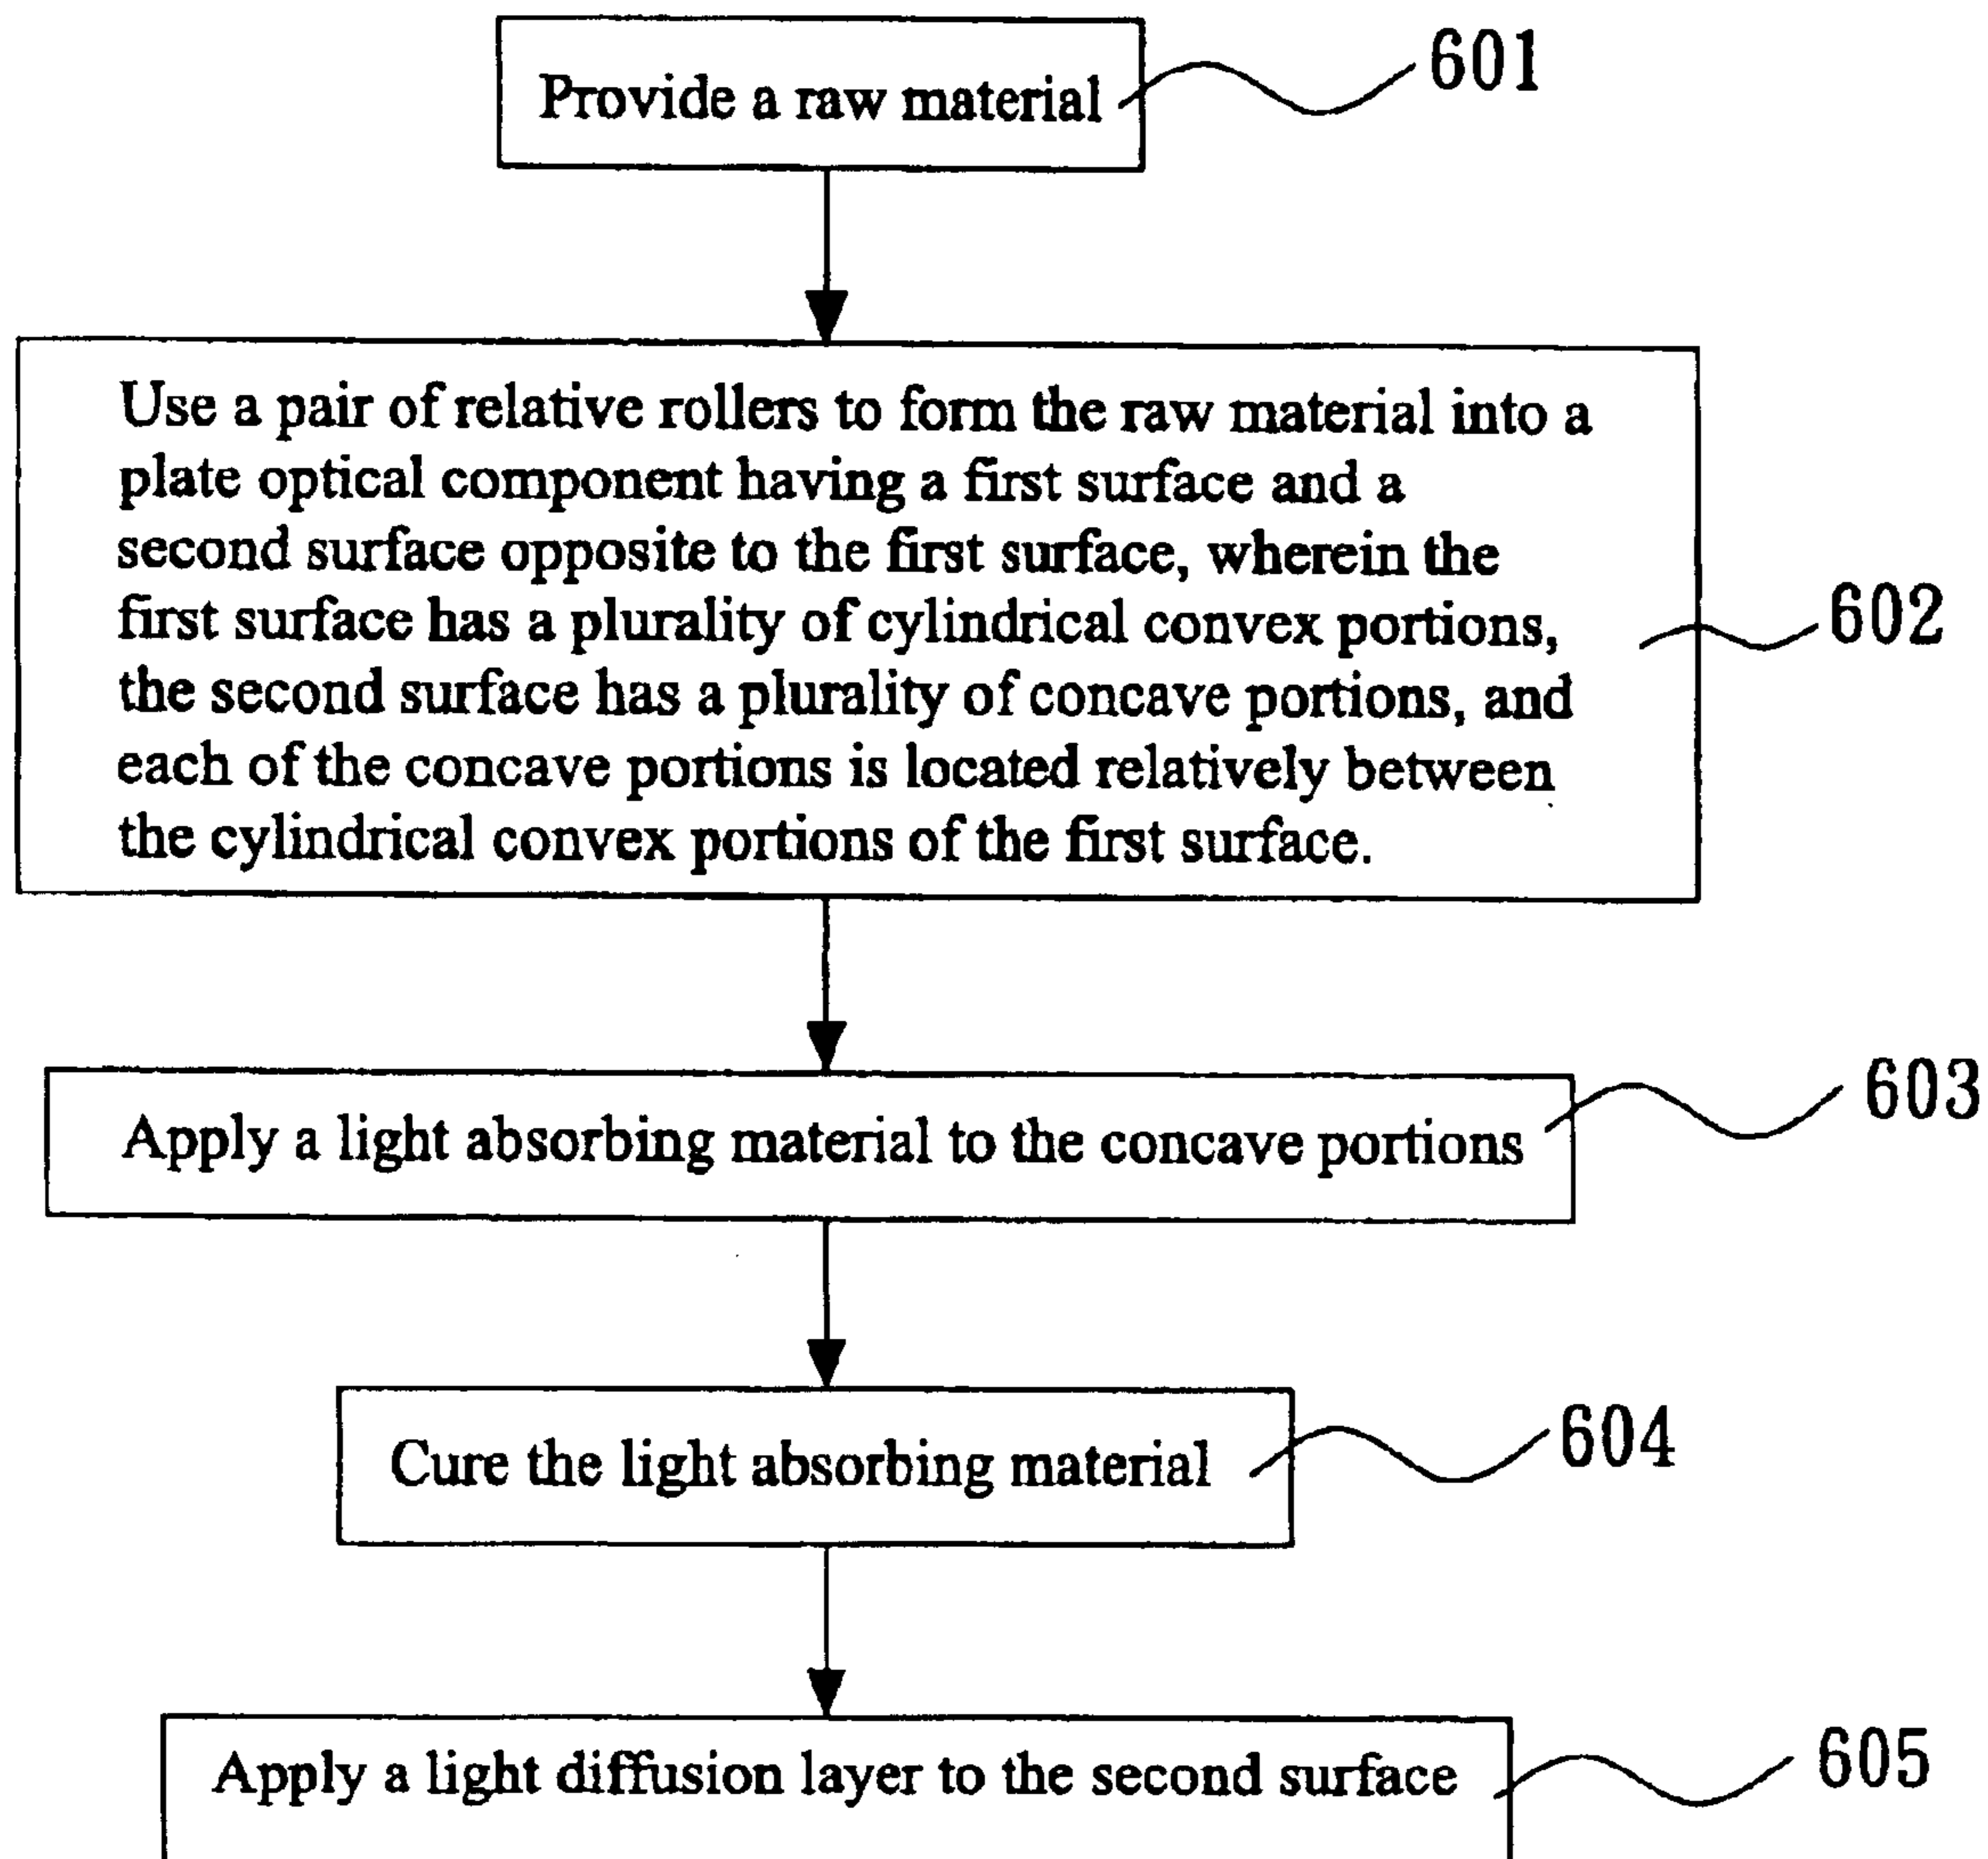 Provide a raw material
601
Use a pair of relative rollers to form the raw material into a
plate optical component having a first surface and a
second surface opposite to the first surface, wherein the
first surface has a plurality of cylindrical convex portions,
the second surface has a plurality of concave portions, and
each of the concave portions is located relatively between
the cylindrical convex portions of the first surface.
602
Apply a light absorbing material to the concave portions
603
Cure the light absorbing material
604
Apply a light diffusion layer to the second surface
605